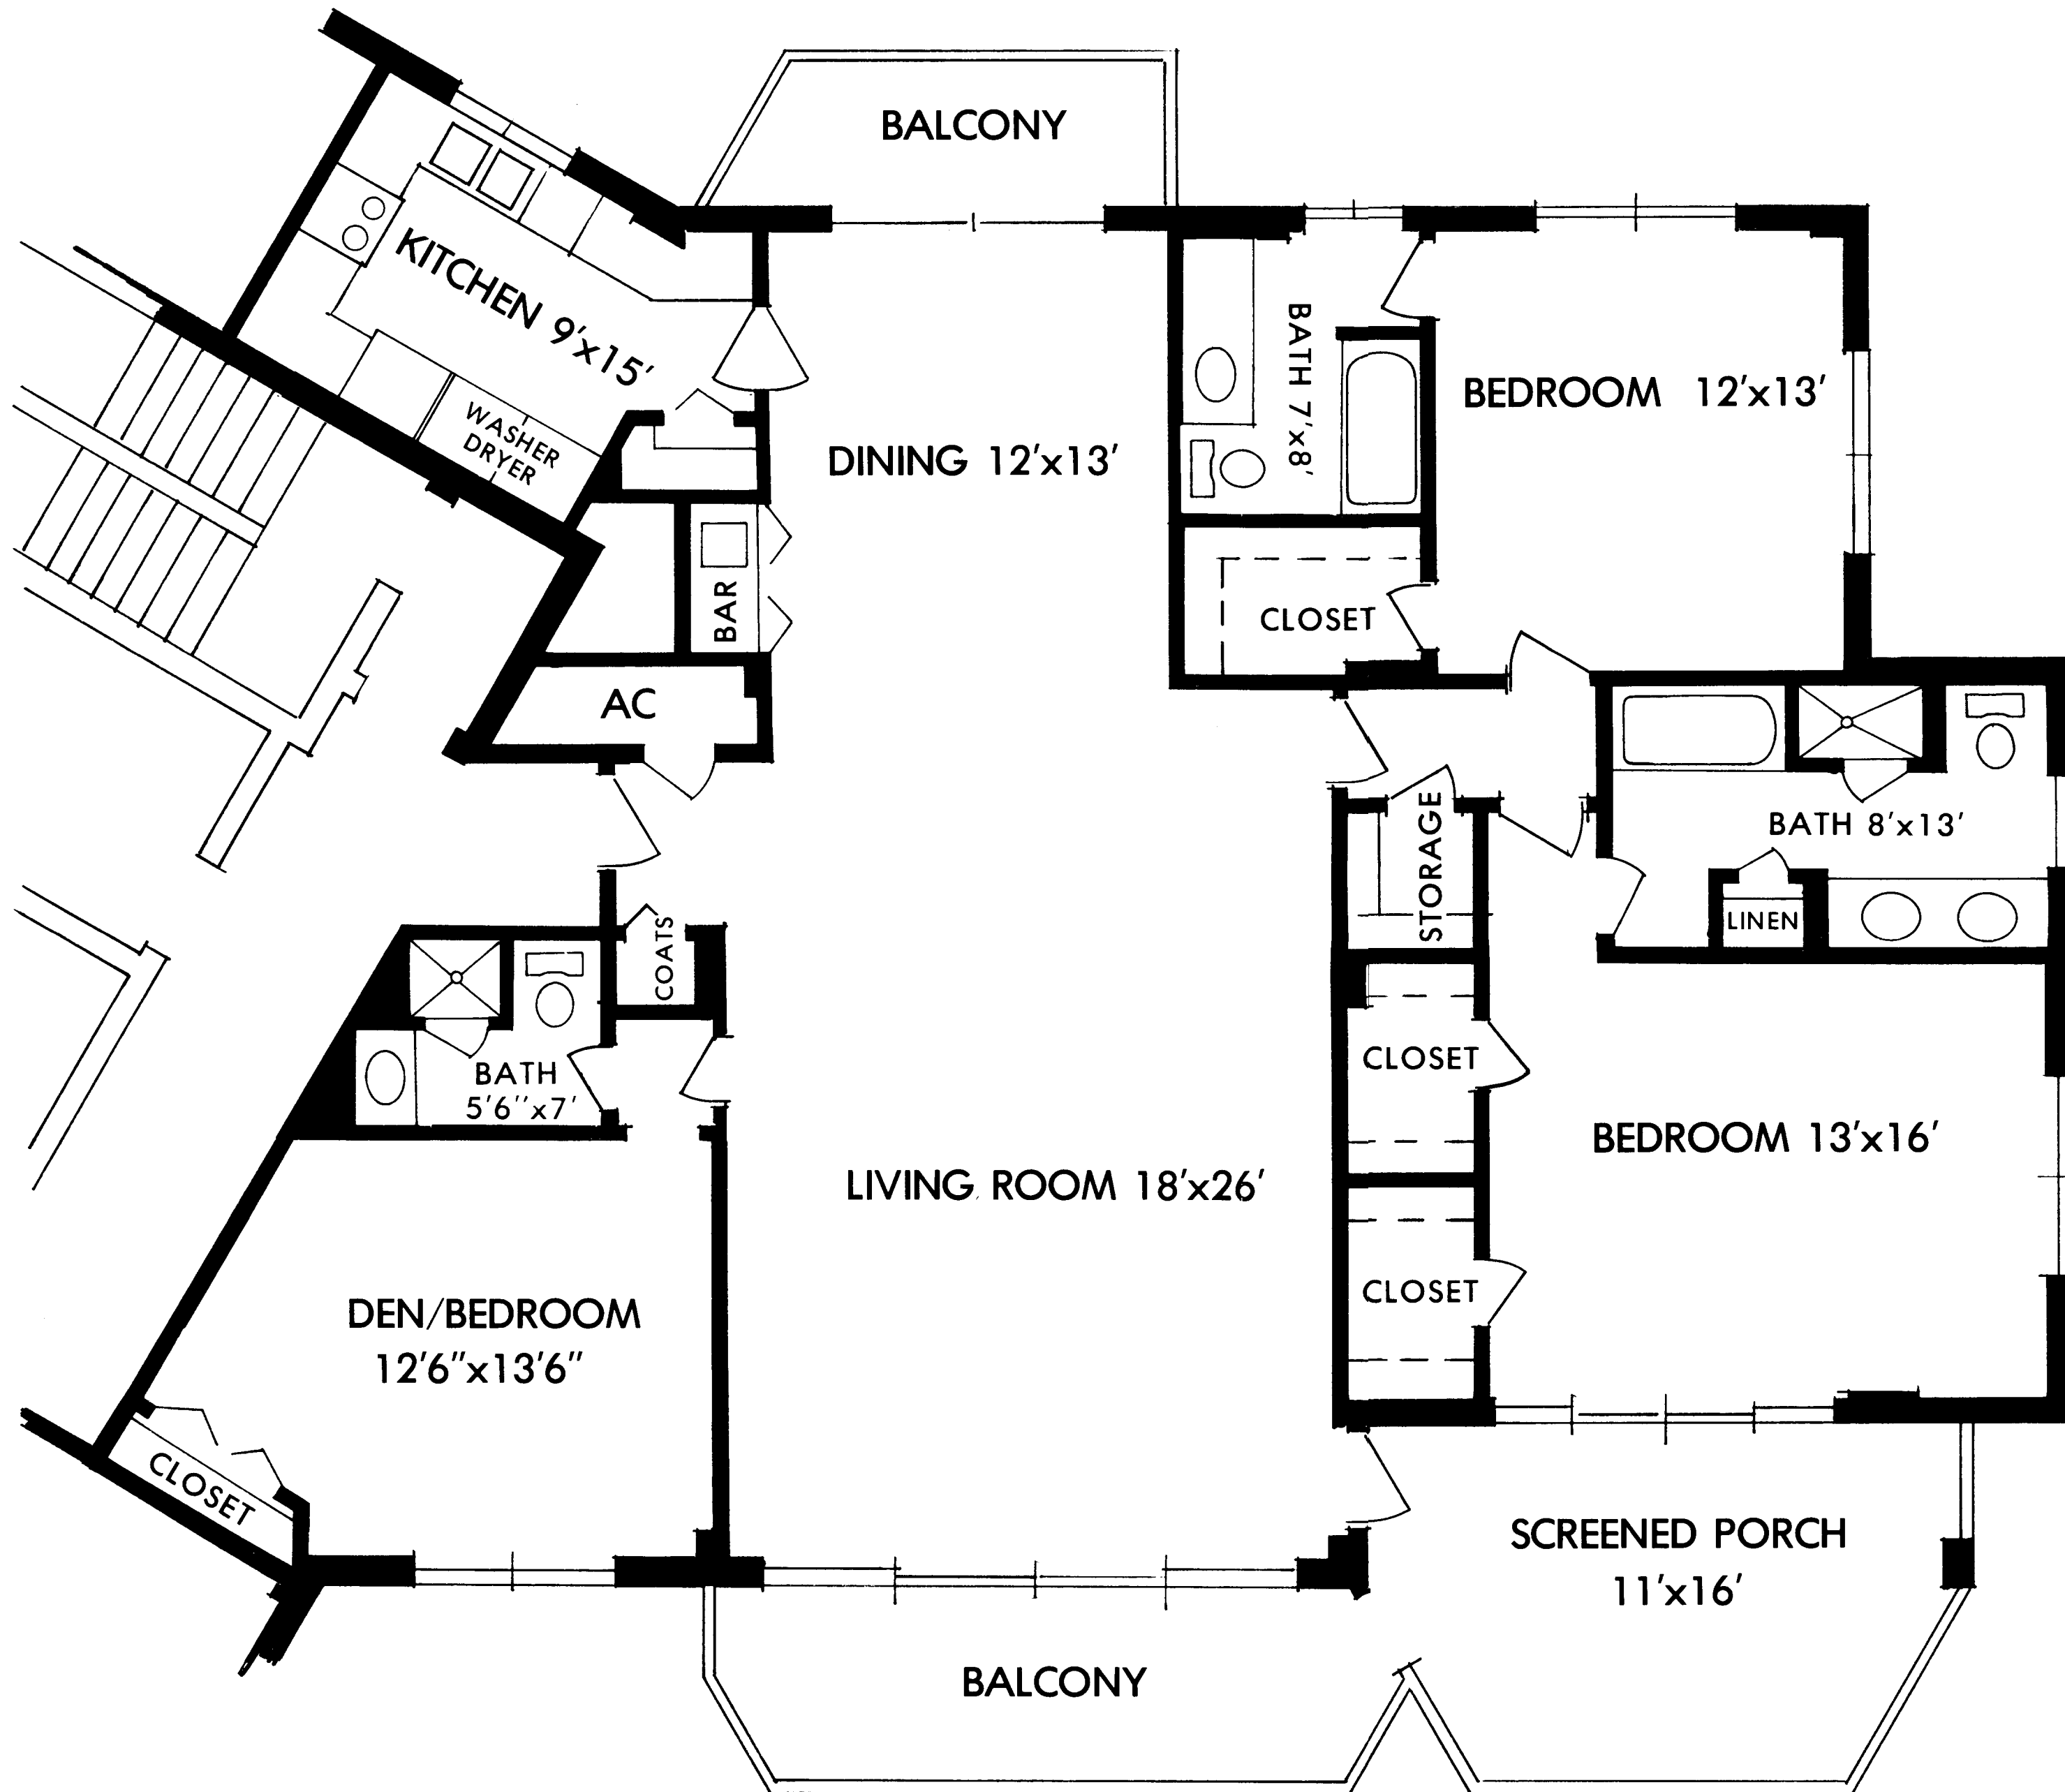 BALCONY
KITCHEN 9'x15'
WASHER
DRYER
DINING 12'x13'
BATH 7'x8'
BEDROOM 12'x13'
BAR
CLOSET
AC
STORAGE
BATH 8'x13'
LINEN
COATS
BATH
5'6"x7'
CLOSET
BEDROOM 13'x16'
LIVING ROOM 18'x26'
CLOSET
DEN/BEDROOM
12'6"x13'6"
CLOSET
SCREENED PORCH
11'x16'
BALCONY